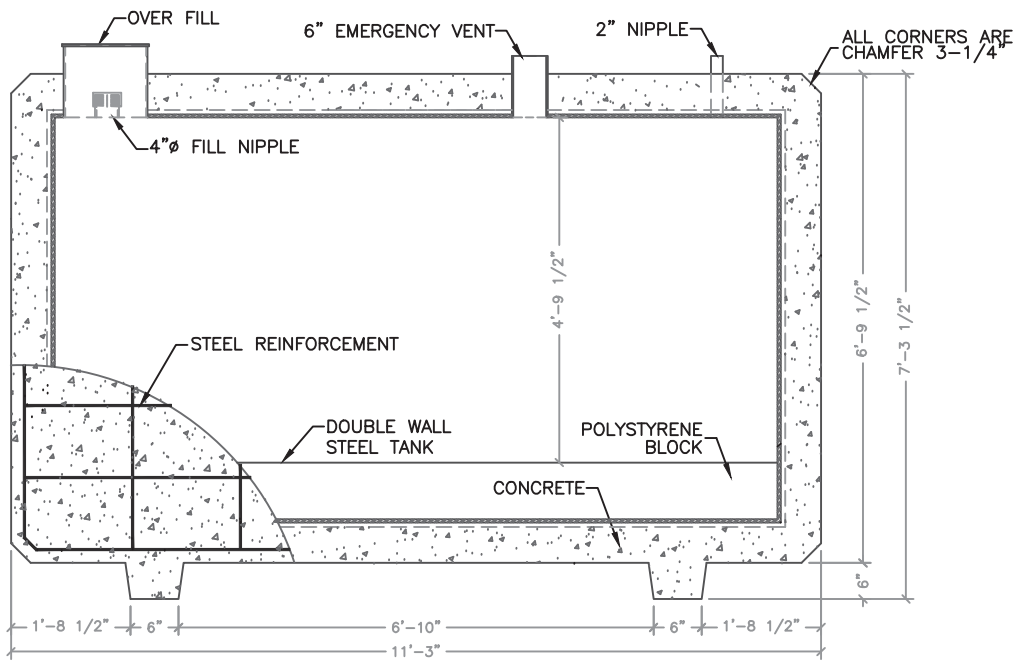 OVER FILL
6" EMERGENCY VENT
2" NIPPLE
ALL CORNERS ARE
CHAMFER 3-1/4"
4"ø FILL NIPPLE
4'-9 1/2"
6'-9 1/2"
7'-3 1/2"
STEEL REINFORCEMENT
DOUBLE WALL
STEEL TANK
POLYSTYRENE
BLOCK
CONCRETE
6"
1'-8 1/2"
6"
6'-10"
6"
1'-8 1/2"
11'-3"